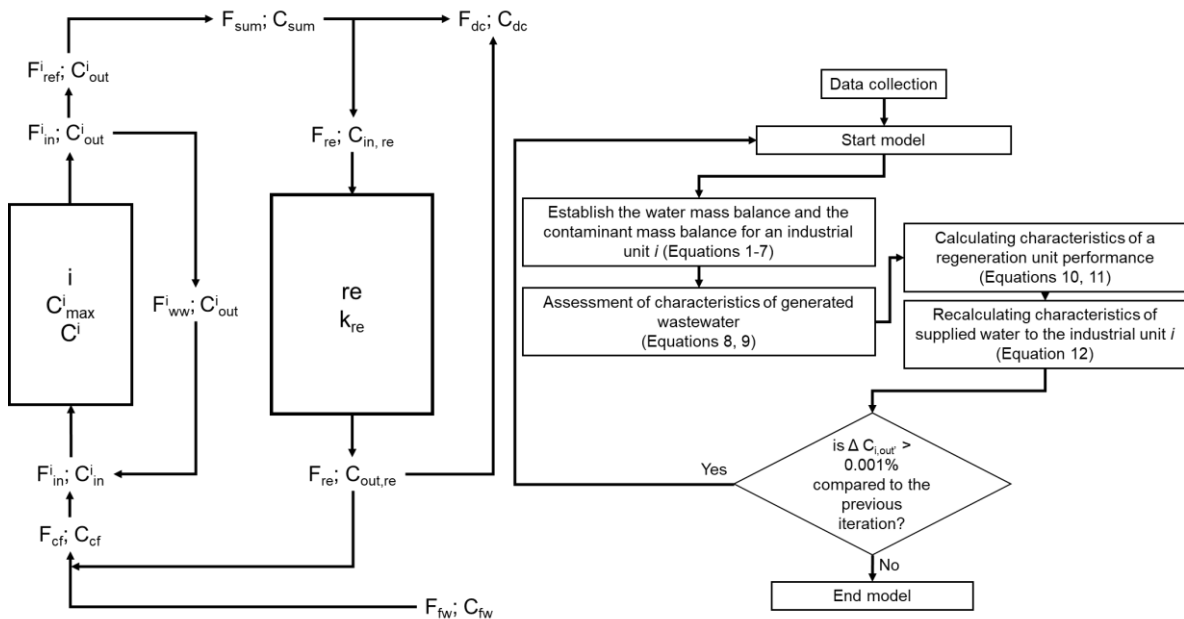 F_sum; C_sum
F_dc; C_dc
F^i_ref; C^i_out
F^i_in; C^i_out
F_re; C_in, re
i
C^i_max
C^i
re
k_re
F^i_ww; C^i_out
F^i_in; C^i_in
F_re; C_out,re
F_cf; C_cf
F_fw; C_fw
Data collection
Start model
Establish the water mass balance and the
contaminant mass balance for an industrial
unit i (Equations 1-7)
Assessment of characteristics of generated
wastewater
(Equations 8, 9)
Calculating characteristics of a
regeneration unit performance
(Equations 10, 11)
Recalculating characteristics of
supplied water to the industrial unit i
(Equation 12)
is Δ C_i,out' >
0.001%
compared to the
previous
iteration?
Yes
No
End model